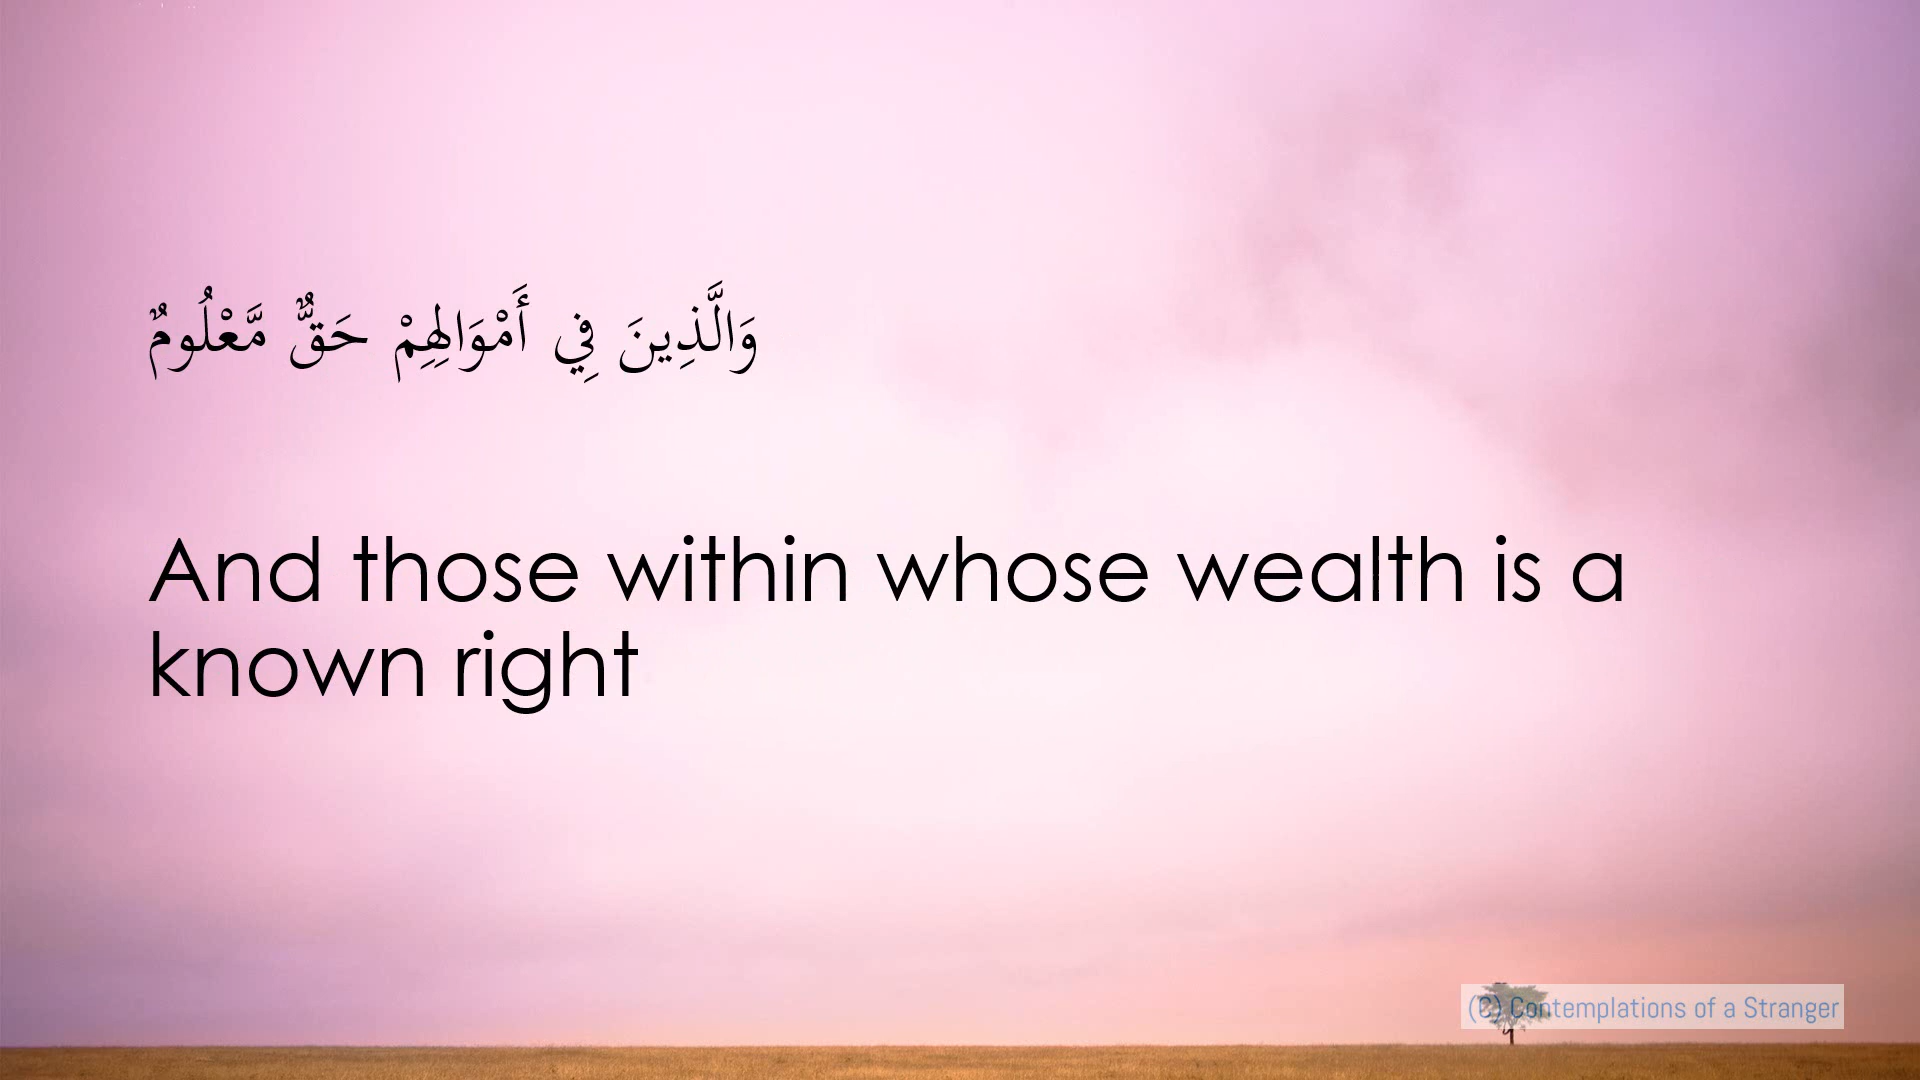 وَالَّذِينَ فِي أَمْوَالِهِمْ حَقٌّ مَّعْلُومٌ
And those within whose wealth is a
known right
(C) Contemplations of a Stranger